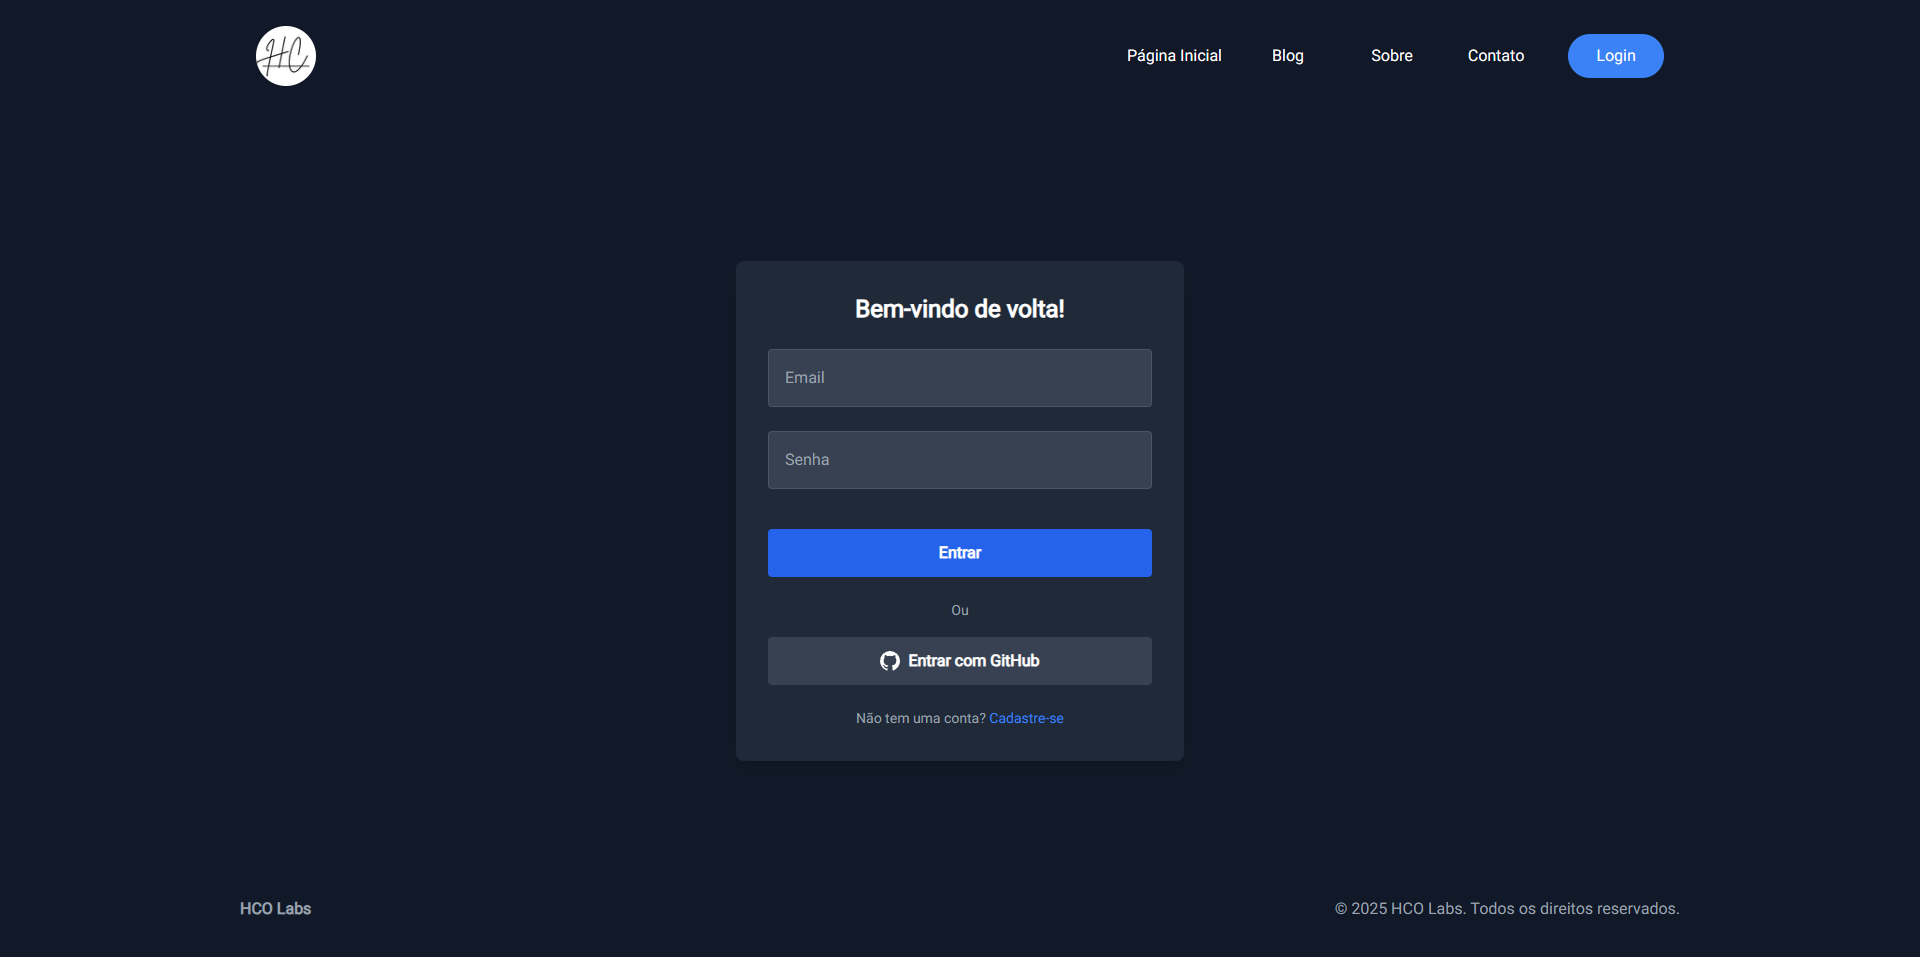 HC
Página Inicial Blog Sobre Contato Login
Bem-vindo de volta!
Email
Senha
Entrar
Ou
Entrar com GitHub
Não tem uma conta? Cadastre-se
HCO Labs © 2025 HCO Labs. Todos os direitos reservados.